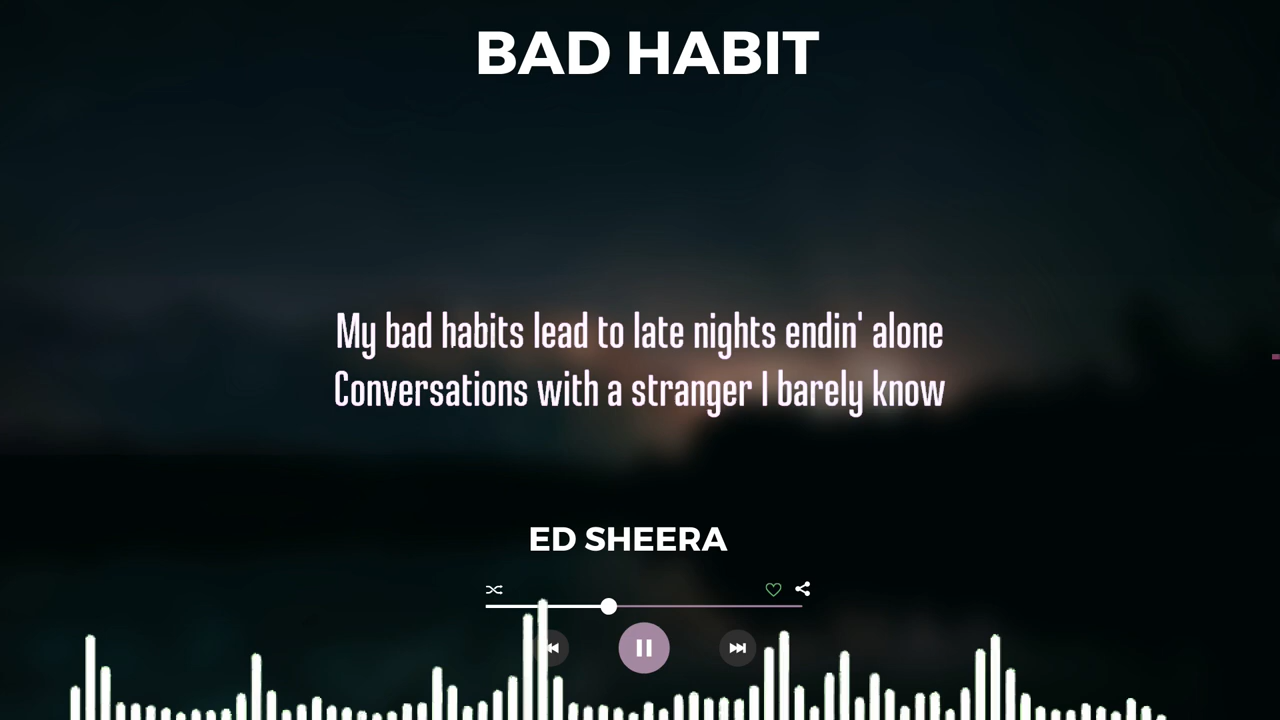 BAD HABIT
My bad habits lead to late nights endin' alone
Conversations with a stranger I barely know
ED SHEERA